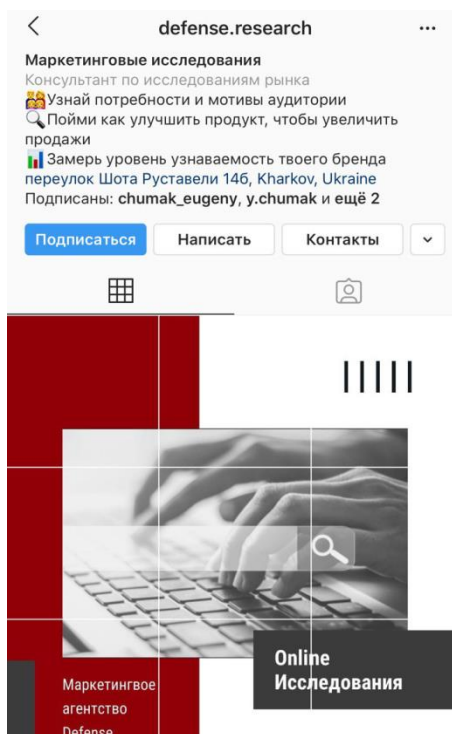 defense.research
Маркетинговые исследования
Консультант по исследованиям рынка
Узнай потребности и мотивы аудитории
Пойми как улучшить продукт, чтобы увеличить
продажи
Замерь уровень узнаваемость твоего бренда
переулок Шота Руставели 14б, Kharkov, Ukraine
Подписаны: chumak_eugeny, y.chumak и ещё 2
Подписаться
Написать
Контакты
Online
Исследования
Маркетингвое
агентство
Defense